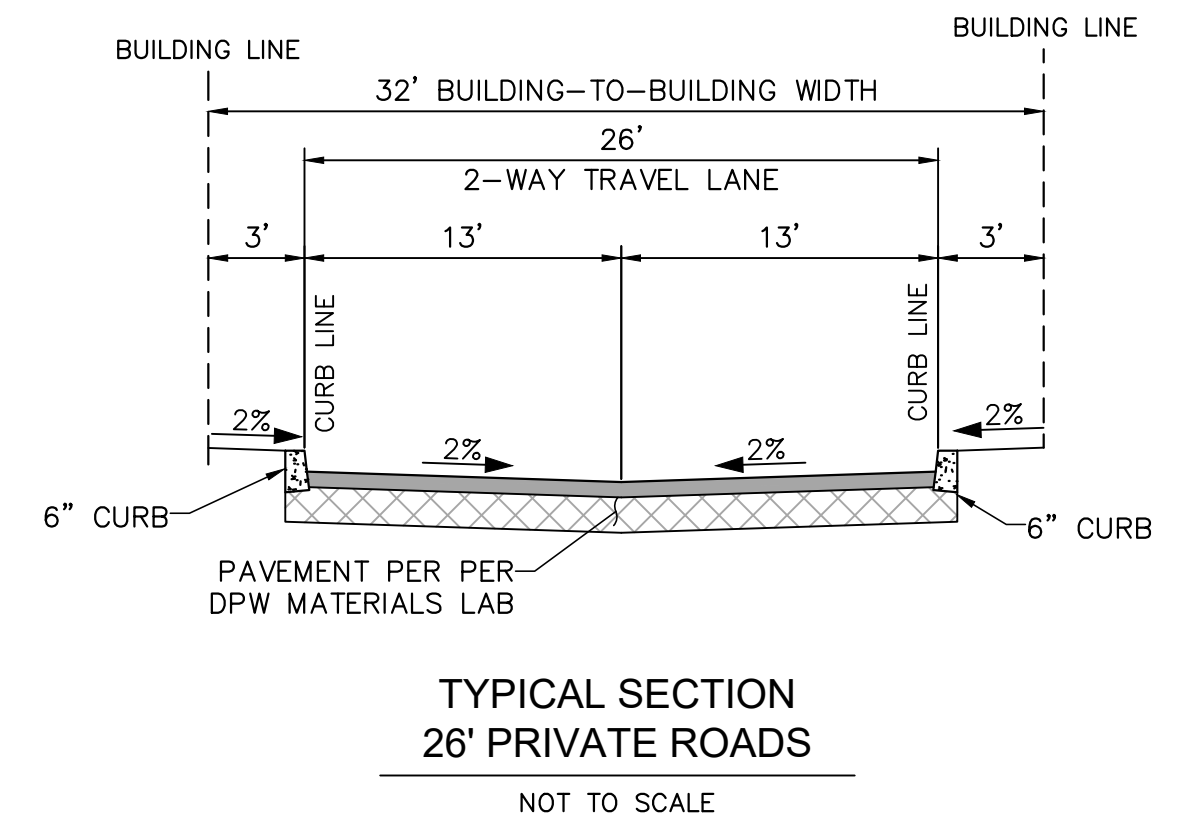 BUILDING LINE
BUILDING LINE
32' BUILDING-TO-BUILDING WIDTH
26'
2-WAY TRAVEL LANE
3'
13'
13'
3'
CURB LINE
CURB LINE
2%
2%
2%
2%
6" CURB
6" CURB
PAVEMENT PER PER
DPW MATERIALS LAB
TYPICAL SECTION
26' PRIVATE ROADS
NOT TO SCALE